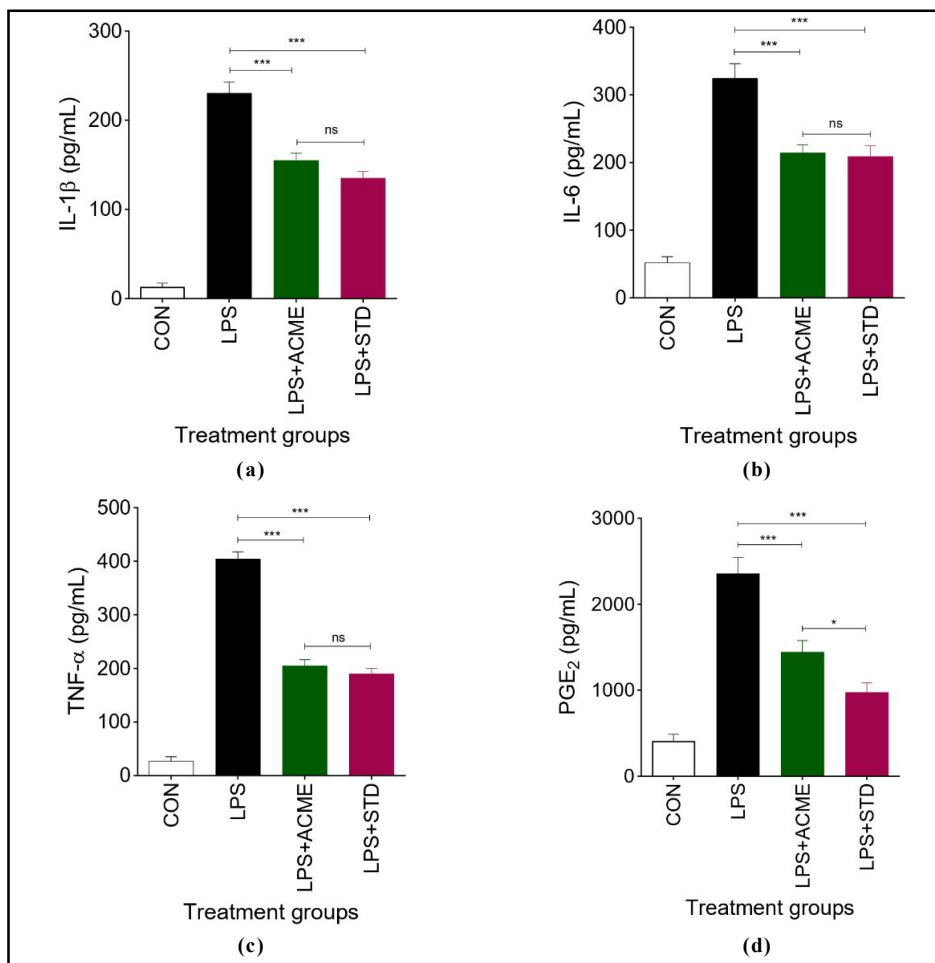 300
200
100
0
IL-1β (pg/mL)
***
***
ns
CON
LPS
LPS+ACME
LPS+STD
Treatment groups
(a)
400
300
200
100
0
IL-6 (pg/mL)
***
***
ns
CON
LPS
LPS+ACME
LPS+STD
Treatment groups
(b)
500
400
300
200
100
0
TNF-α (pg/mL)
***
***
ns
CON
LPS
LPS+ACME
LPS+STD
Treatment groups
(c)
3000
2000
1000
0
PGE₂ (pg/mL)
***
***
*
CON
LPS
LPS+ACME
LPS+STD
Treatment groups
(d)